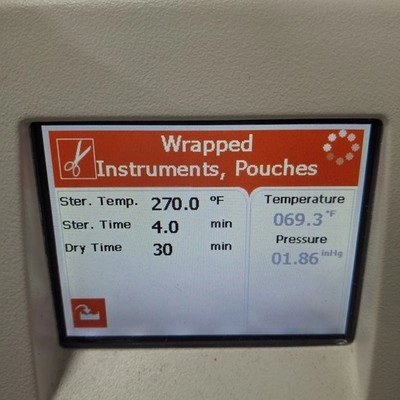 Wrapped
Instruments, Pouches
Ster. Temp. 270.0 ºF
Ster. Time 4.0 min
Dry Time 30 min
Temperature
069.3 °F
Pressure
01.86 inHg